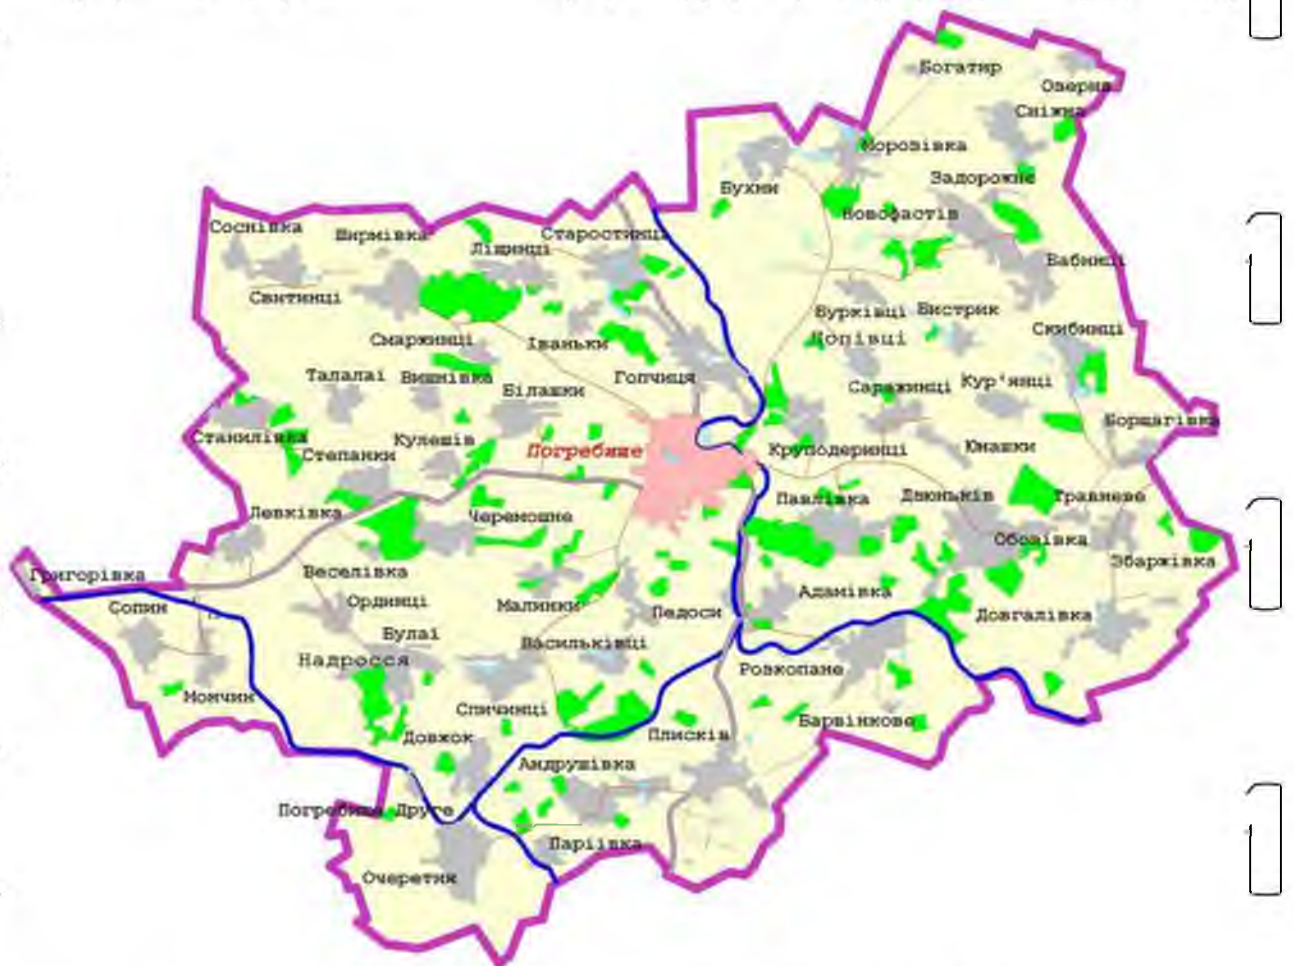 Богатир
Озерна
Сніжна
Морозівка
Задорожнє
Бухни
Новофастів
Соснівка
Ширмівка
Старостинці
Ліщинці
Бабинці
Свитинці
Бурківці
Бистрик
Скибинці
Смаржинці
Іваньки
Копівці
Талалаї
Вишнівка
Білашки
Гопчиця
Саражинці
Кур'янці
Борщагівка
Станилівка
Степанки
Кулешів
Погребище
Круподеринці
Юнашки
Левківка
Черемошне
Павлівка
Дзюньків
Травневе
Обозівка
Збаржівка
Григорівка
Веселівка
Сопин
Ординці
Малинки
Педоси
Адамівка
Довгалівка
Булаї
Васильківці
Надросся
Розкопане
Мончин
Спичинці
Довжок
Плисків
Барвінкове
Андрушівка
Погребище Друге
Паріївка
Очеретня